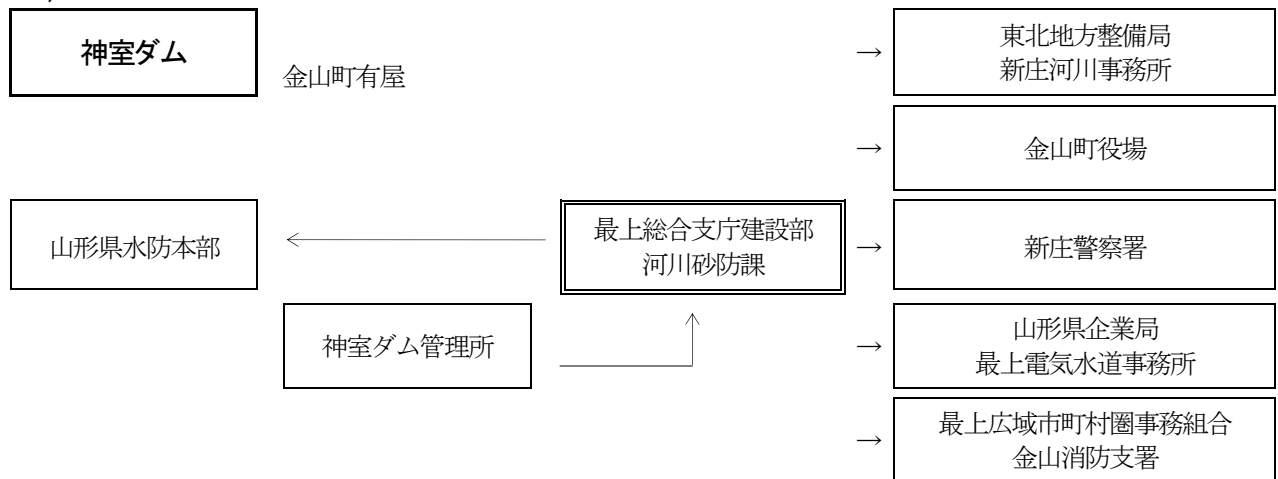 神室ダム
金山町有屋
→
東北地方整備局
新庄河川事務所
→
金山町役場
山形県水防本部
←
最上総合支庁建設部
河川砂防課
→
新庄警察署
神室ダム管理所
→
山形県企業局
最上電気水道事務所
→
最上広域市町村圏事務組合
金山消防支署